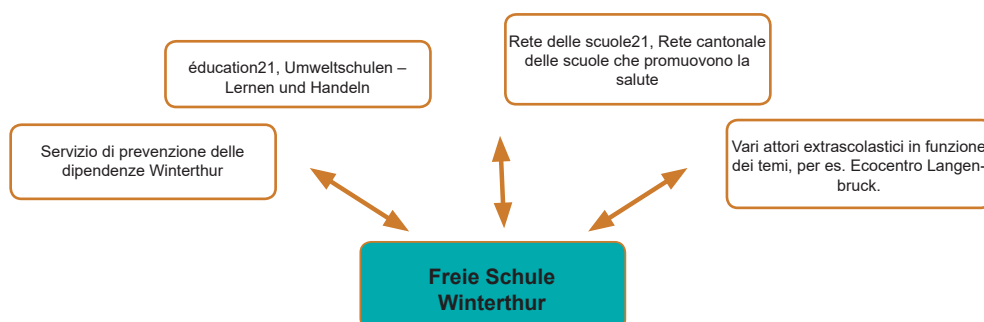 Rete delle scuole21, Rete cantonale
delle scuole che promuovono la
salute
éducation21, Umweltschulen –
Lernen und Handeln
Servizio di prevenzione delle
dipendenze Winterthur
Vari attori extrascolastici in funzione
dei temi, per es. Ecocentro Langen-
bruck.
Freie Schule
Winterthur